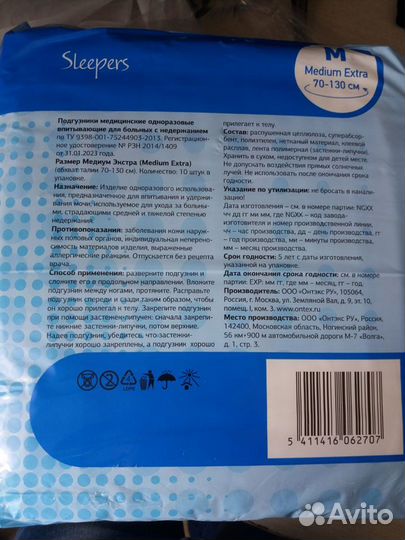 Sleepers
M
Medium Extra
70-130 см
Подгузники медицинские одноразовые
впитывающие для больных с недержанием
по ТУ 9398-001-75244903-2013. Регистрацион-
ное удостоверение № РЗН 2014/1409
от 31.01.2023 года.
Размер Медиум Экстра (Medium Extra)
(обхват талии 70-130 см). Количество: 10 штук в
упаковке.
Назначение: Изделие одноразового использова-
ния, предназначенное для впитывания и удержи-
вания мочи; используется для ухода за больны-
ми, страдающими средней и тяжелой степенью
недержания.
Противопоказания: заболевания кожи наруж-
ных половых органов, индивидуальная неперено-
симость материалов изделия, выраженные
аллергические реакции. Отпускается без рецепта
врача.
Способ применения: разверните подгузник и
сложите его в продольном направлении. Вложите
подгузник между ногами, протяните. Расправьте
подгузник спереди и сзади таким образом, чтобы
он хорошо прилегал к телу. Закрепите подгузник
при помощи застежек-липучек: сначала закрепи-
те нижние застежки-липучки, потом верхние.
Надев подгузник, убедитесь, что застежки-
липучки хорошо закреплены, а подгузник хорошо
прилегает к телу.
Состав: распушенная целлюлоза, суперабсор-
бент, полиэтилен, нетканый материал, клеевой
расплав, лента полимерная (застежки-липучки).
Хранить в сухом, недоступном для детей месте.
Не допускать воздействия прямых солнечных
лучей. Не использовать после окончания срока
годности.
Указание по утилизации: не бросать в канали-
зацию!
Дата изготовления – см. в номере партии: NGXX
чч дд гг мм мм, где NGXX – код завода-
изготовителя и номер производственной линии,
чч – час производства, дд – день производства, гг
– год производства, мм – минуты производства,
мм – месяц производства.
Срок годности: 5 лет с даты изготовления,
указанной на упаковке.
Дата окончания срока годности: см. в номере
партии: EXP: мм гг, где мм – месяц, гг – год.
Производитель: ООО «Онтэкс РУ», 105064,
Россия, г. Москва, ул. Земляной Вал, д. 9, эт. 10,
помещ. I, ком. 3. www.ontex.ru
Место производства: ООО «Онтэкс РУ», Россия,
142400, Московская область, Ногинский район,
56 км+900 м автомобильной дороги М-7 «Волга»,
д. 1, стр. 3.
LDPE
5 411416 062707
Avito